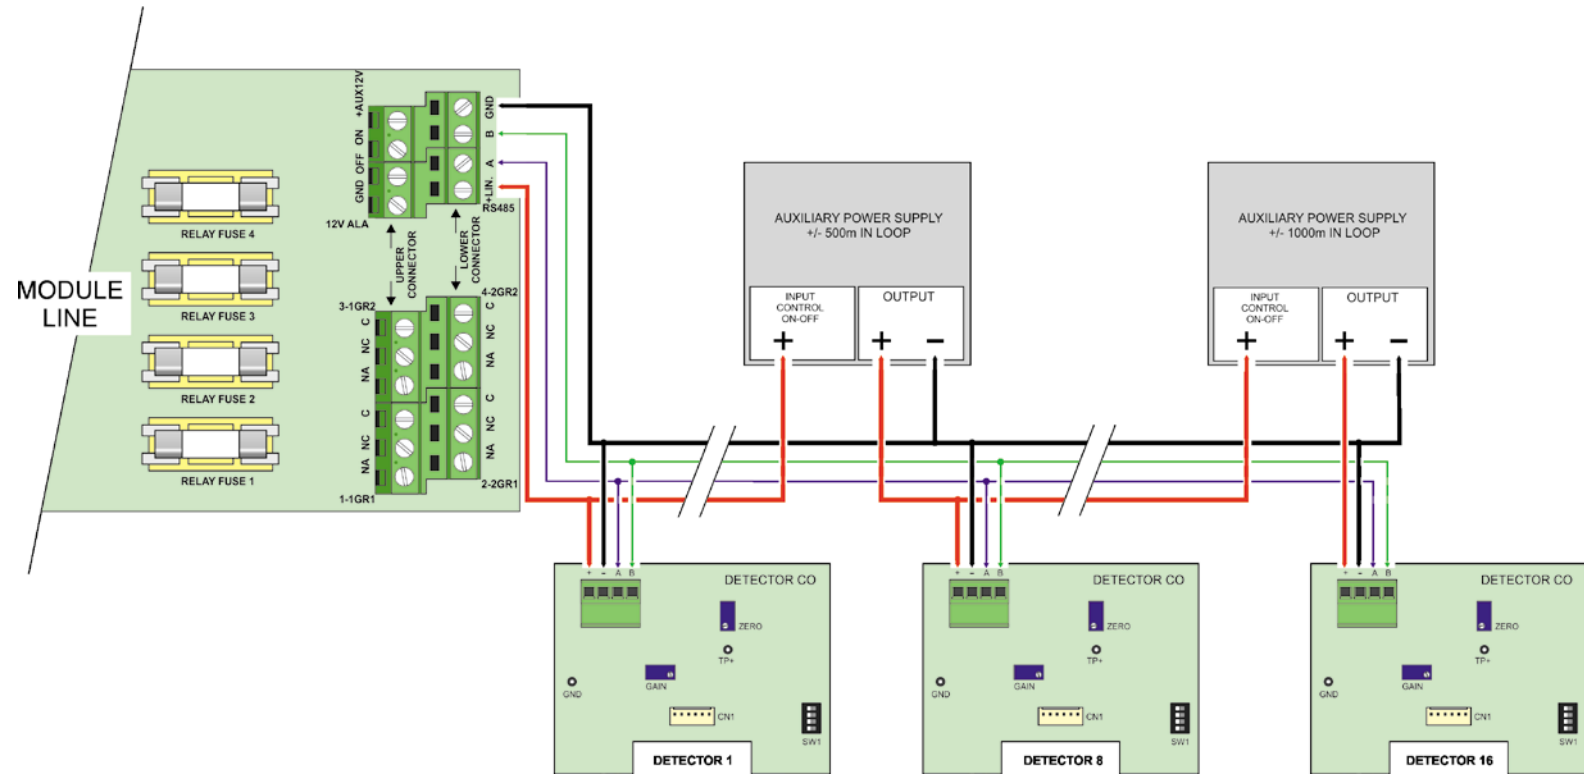 MODULE
LINE
RELAY FUSE 4
RELAY FUSE 3
RELAY FUSE 2
RELAY FUSE 1
+AUX12V
ON
OFF
GND
12V ALA
GND
B
A
+LIN.
RS485
UPPER
CONNECTOR
LOWER
CONNECTOR
3-1GR2
C
NC
NA
C
NC
NA
1-1GR1
4-2GR2
C
NC
NA
C
NC
NA
2-2GR1
AUXILIARY POWER SUPPLY
+/- 500m IN LOOP
INPUT
CONTROL
ON-OFF
+
OUTPUT
+ −
AUXILIARY POWER SUPPLY
+/- 1000m IN LOOP
INPUT
CONTROL
ON-OFF
+
OUTPUT
+ −
+ − A B
DETECTOR CO
ZERO
TP+
GAIN
GND
CN1
SW1
DETECTOR 1
+ − A B
DETECTOR CO
ZERO
TP+
GAIN
GND
CN1
SW1
DETECTOR 8
+ − A B
DETECTOR CO
ZERO
TP+
GAIN
GND
CN1
SW1
DETECTOR 16